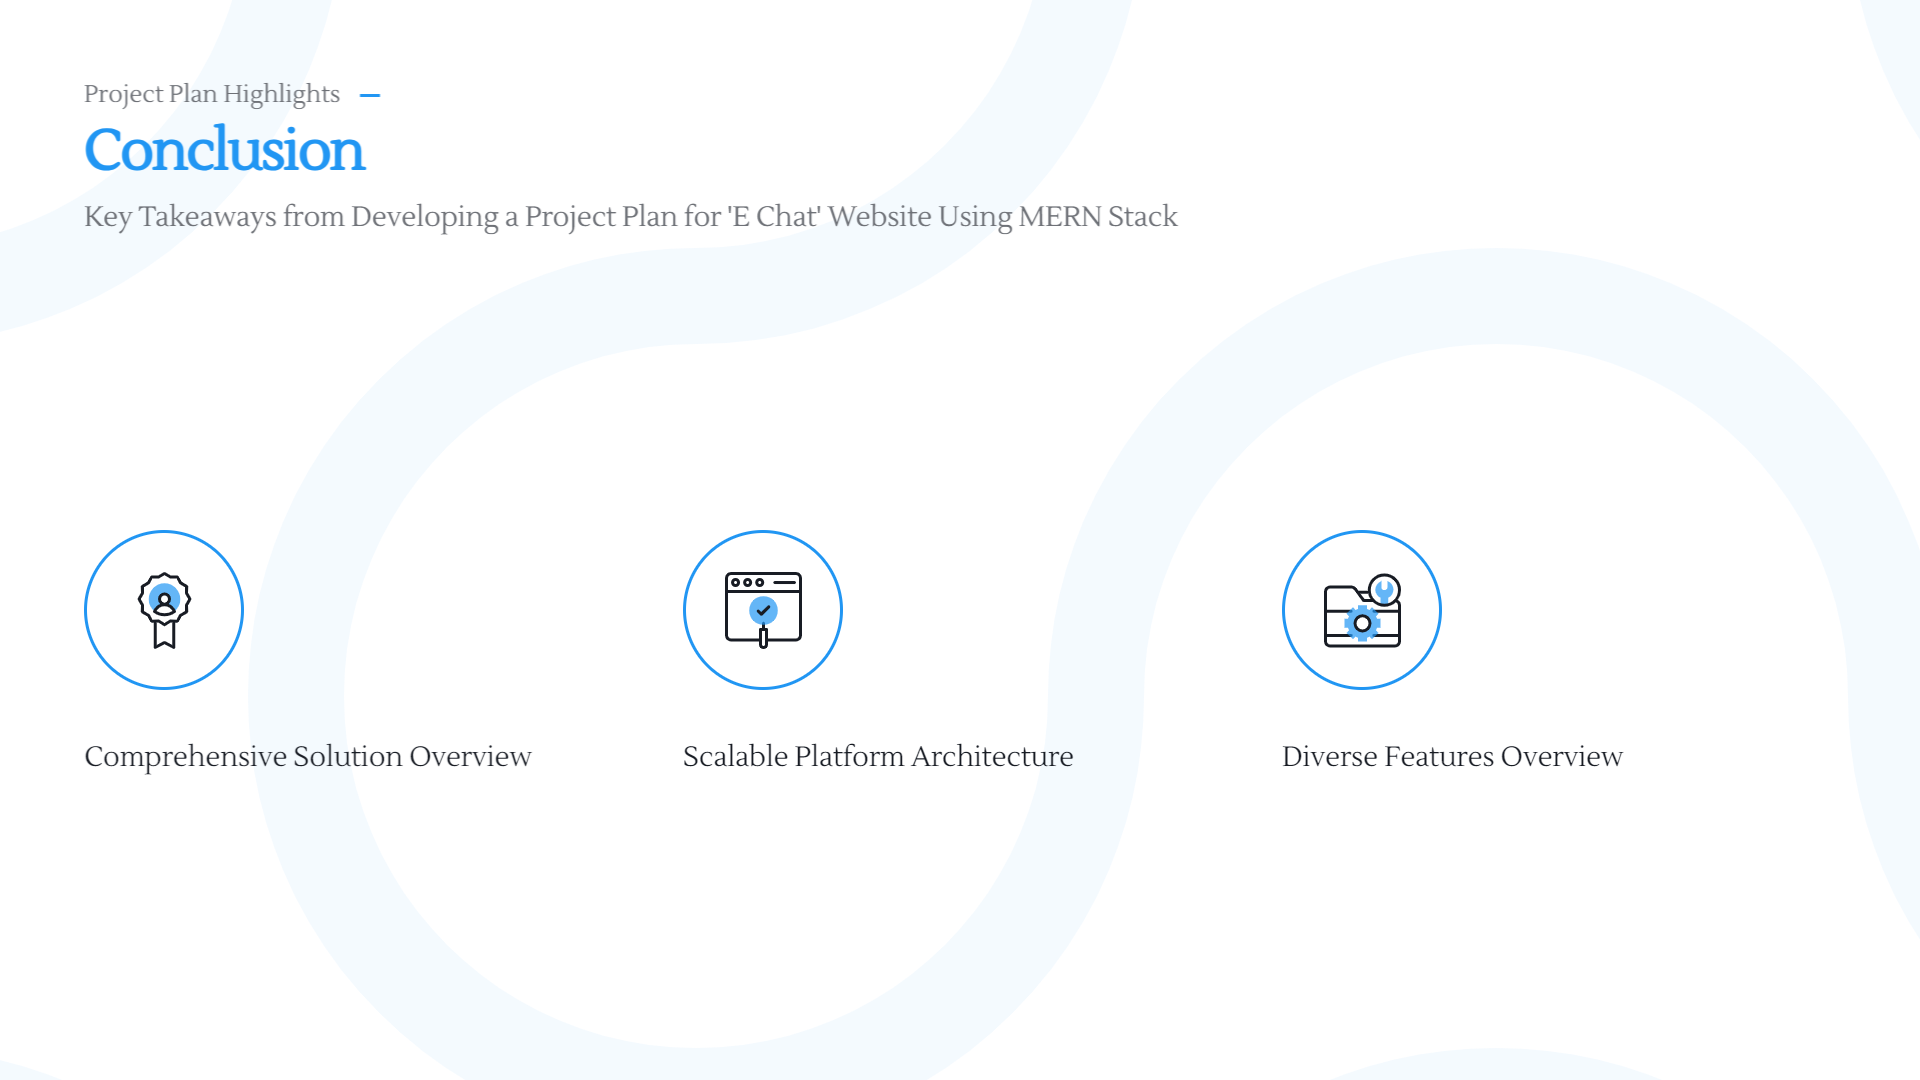 Project Plan Highlights
Conclusion
Key Takeaways from Developing a Project Plan for 'E Chat' Website Using MERN Stack
Comprehensive Solution Overview
Scalable Platform Architecture
Diverse Features Overview